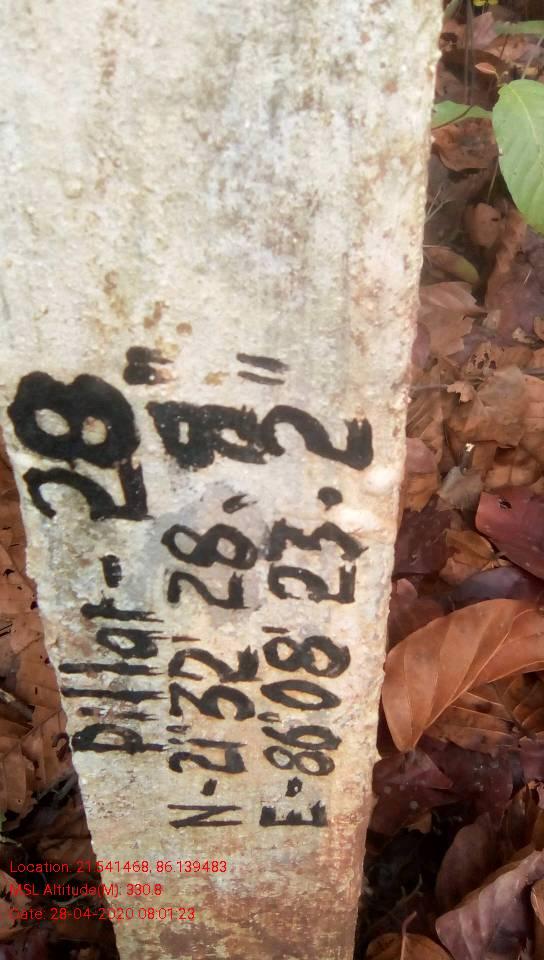 pillar-28
N-21°32'28.9"
E-86°08'23.2"
Location: 21.541468, 86.139483
MSL Altitude(M): 330.8
Date: 28-04-2020 08:01:23